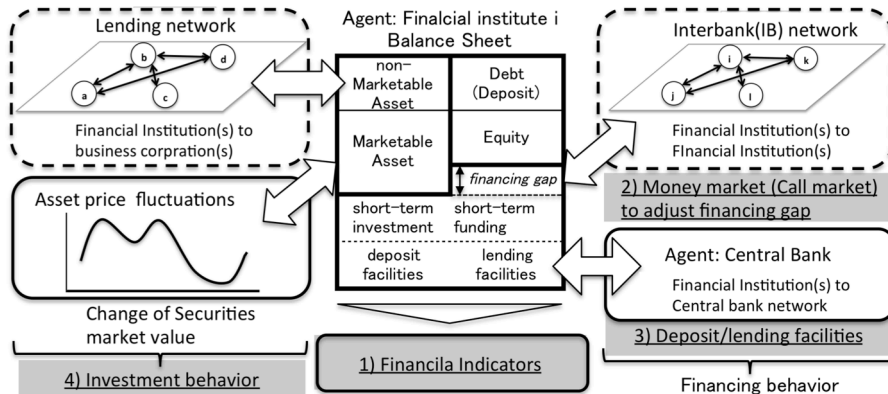 Lending network
b
d
a
c
Financial Institution(s) to
business corpration(s)
Asset price fluctuations
Change of Securities
market value
4) Investment behavior
Agent: Finalcial institute i
Balance Sheet
non-
Marketable
Asset
Debt
(Deposit)
Marketable
Asset
Equity
financing gap
short-term
investment
short-term
funding
deposit
facilities
lending
facilities
1) Financila Indicators
Interbank(IB) network
i
k
j
l
Financial Institution(s) to
FInancial Institution(s)
2) Money market (Call market)
to adjust financing gap
Agent: Central Bank
Financial Institution(s) to
Central bank network
3) Deposit/lending facilities
Financing behavior